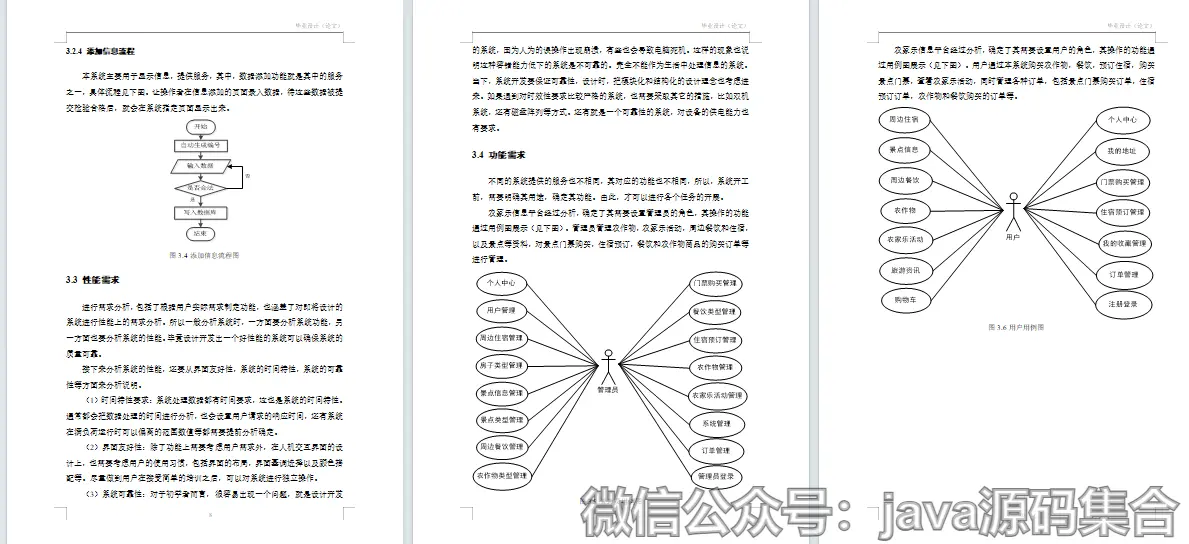 毕业设计（论文）
3.2.4 添加信息流程
本系统主要用于显示信息，提供服务，其中，数据添加功能就是其中的服务
之一，具体流程见下图。让操作者在信息添加的页面录入数据，待这些数据被提
交检验合格后，就会在系统指定页面显示出来。
开始
自动生成编号
输入数据
否
是否合法
是
写入数据库
结束
图 3.4 添加信息流程图
3.3 性能需求
进行需求分析，包括了根据用户实际需求制定功能，也涵盖了对即将设计的
系统进行性能上的需求分析。所以一般分析系统时，一方面要分析系统功能，另
一方面也要分析系统的性能。毕竟设计开发出一个好性能的系统可以确保系统的
质量可靠。
接下来分析系统的性能，还要从界面友好性，系统的时间特性，系统的可靠
性等方面来分析说明。
（1）时间特性要求：系统处理数据都有时间要求，这也是系统的时间特性。
通常都会把数据处理的时间进行分析，也会设置用户请求的响应时间，还有系统
在满负荷运行时可以偏离的范围数值等都需要提前分析确定。
（2）界面友好性：除了功能上需要考虑用户需求外，在人机交互界面的设
计上，也需要考虑用户的使用习惯，包括界面的布局，界面基调选择以及颜色搭
配等。尽量做到用户在接受简单的培训之后，可以对系统进行独立操作。
（3）系统可靠性：对于初学者而言，很容易出现一个问题，就是设计开发
毕业设计（论文）
的系统，因为人为的误操作出现崩溃，有些也会导致电脑死机。这样的现象也说
明这种容错能力低下的系统是不可靠的。完全不能作为生活中处理信息的系统。
当下，系统开发要保证可靠性，设计时，把模块化和结构化的设计理念也考虑进
来。如果遇到对时效性要求比较严格的系统，也需要采取其它的措施，比如双机
系统，还有磁盘阵列等方式。还有就是一个可靠性的系统，对设备的供电能力也
有要求。
3.4 功能需求
不同的系统提供的服务也不相同，其对应的功能也不相同，所以，系统开工
前，需要明确其用途，确定其功能。由此，才可以进行各个任务的开展。
农家乐信息平台经过分析，确定了其需要设置管理员的角色，其操作的功能
通过用例图展示（见下图）。管理员管理农作物，农家乐活动，周边餐饮和住宿，
以及景点等资料，对景点门票购买，住宿预订，餐饮和农作物商品的购买订单等
进行管理。
个人中心
用户管理
周边住宿管理
房子类型管理
景点信息管理
景点类型管理
周边餐饮管理
农作物类型管理
管理员
门票购买管理
餐饮类型管理
住宿预订管理
农作物管理
农家乐活动管理
系统管理
订单管理
管理员登录
毕业设计（论文）
农家乐信息平台经过分析，确定了其需要设置用户的角色，其操作的功能通
过用例图展示（见下图）。用户通过本系统购买农作物，餐饮，预订住宿，购买
景点门票，查看农家乐活动，同时管理各种订单，包括景点门票购买订单，住宿
预订订单，农作物和餐饮购买的订单等。
周边住宿
景点信息
周边餐饮
农作物
农家乐活动
旅游资讯
购物车
用户
个人中心
我的地址
门票购买管理
住宿预订管理
我的收藏管理
订单管理
注册登录
图 3.6 用户用例图
微信公众号：java源码集合